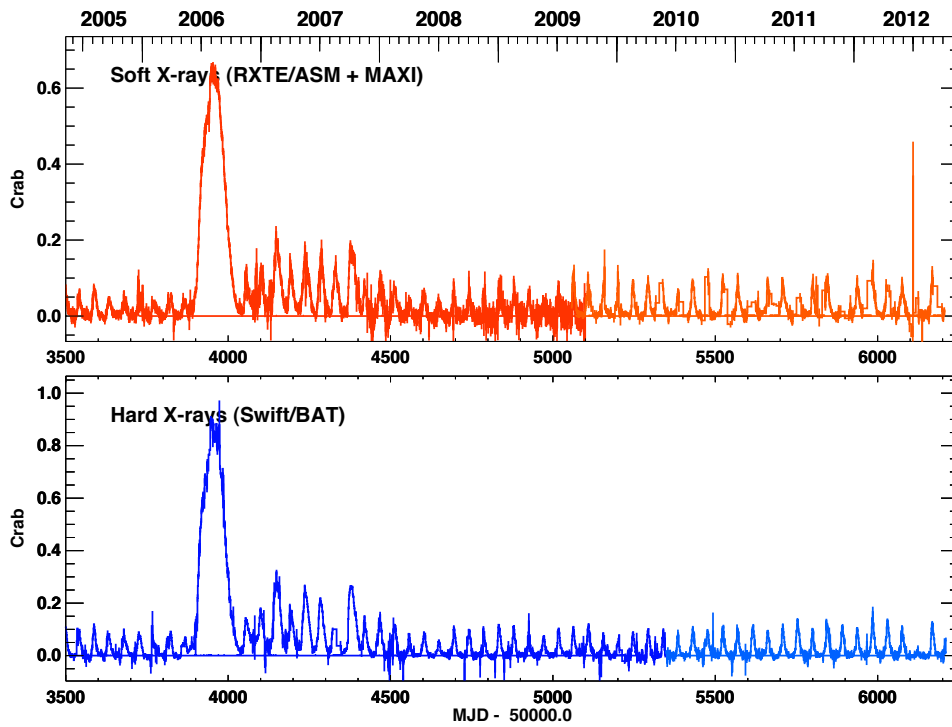 2005 2006 2007 2008 2009 2010 2011 2012
Soft X-rays (RXTE/ASM + MAXI)
Crab
0.6
0.4
0.2
0.0
3500 4000 4500 5000 5500 6000
Hard X-rays (Swift/BAT)
Crab
1.0
0.8
0.6
0.4
0.2
0.0
3500 4000 4500 5000 5500 6000
MJD - 50000.0